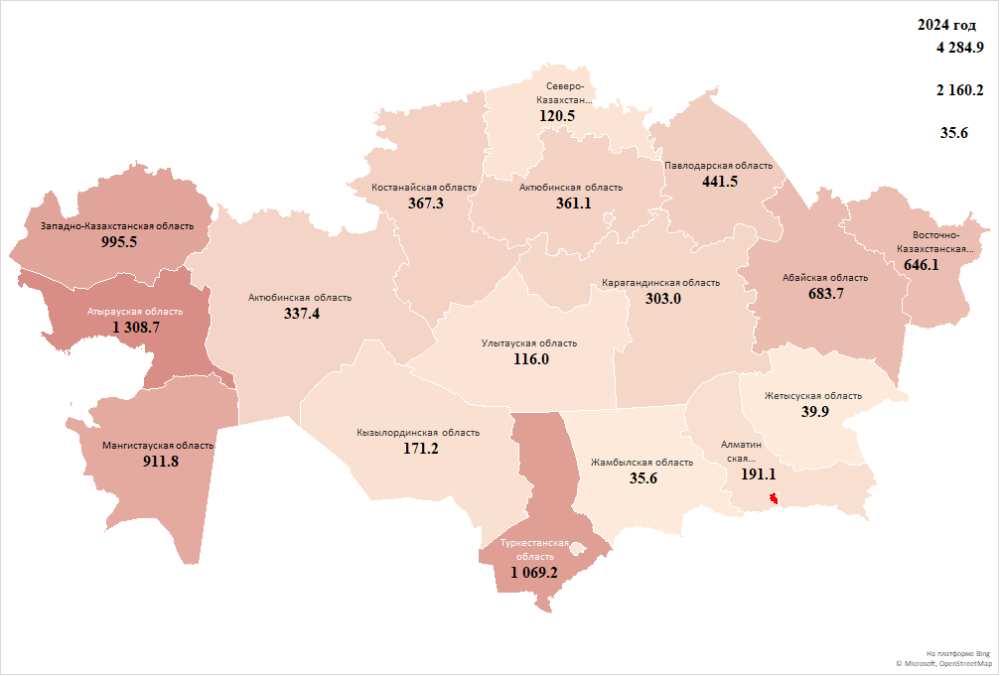 2024 год
4 284.9
2 160.2
35.6
Северо-
Казахстан...
120.5
Павлодарская область
441.5
Костанайская область
367.3
Актюбинская область
361.1
Западно-Казахстанская область
995.5
Восточно-
Казахстанская...
646.1
Абайская область
683.7
Карагандинская область
303.0
Актюбинская область
337.4
Атырауская область
1 308.7
Улытауская область
116.0
Жетысуская область
39.9
Кызылординская область
171.2
Мангистауская область
911.8
Алматин
ская...
191.1
Жамбылская область
35.6
Туркестанская
область
1 069.2
На платформе Bing
© Microsoft, OpenStreetMap